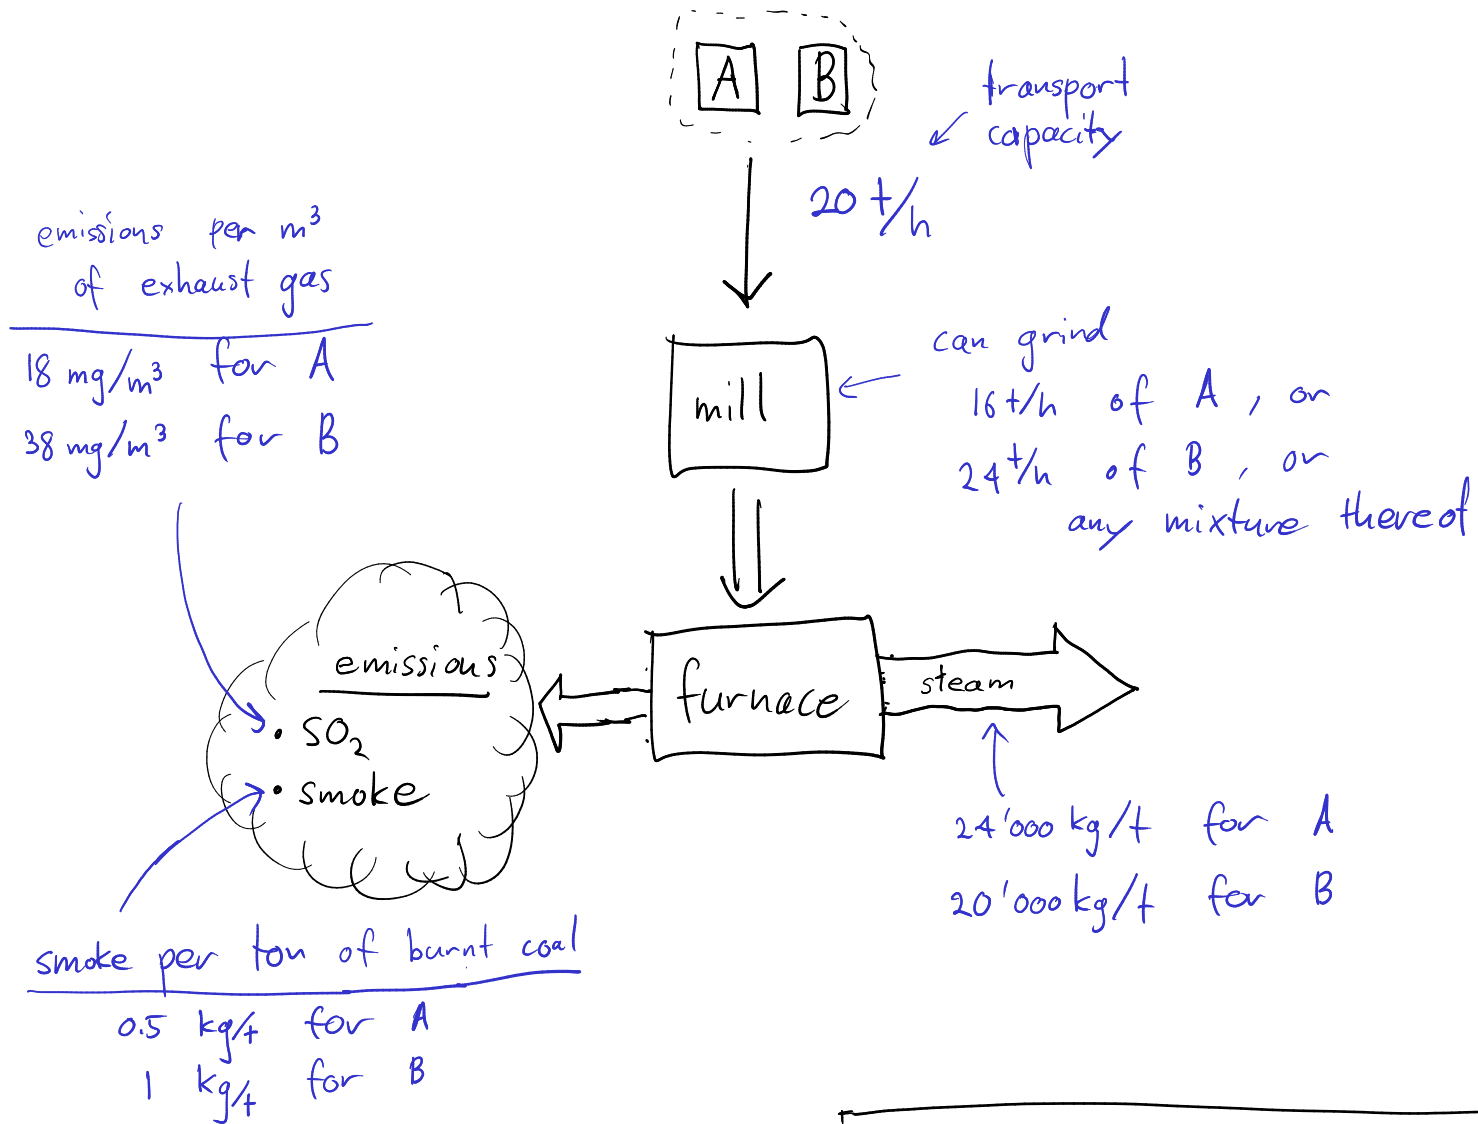 A B
transport
capacity
20 t/h
emissions per m³
of exhaust gas
18 mg/m³ for A
38 mg/m³ for B
mill
can grind
16 t/h of A, or
24 t/h of B, or
any mixture thereof
emissions
• SO₂
• smoke
furnace
steam
24'000 kg/t for A
20'000 kg/t for B
smoke per ton of burnt coal
0.5 kg/t for A
1 kg/t for B